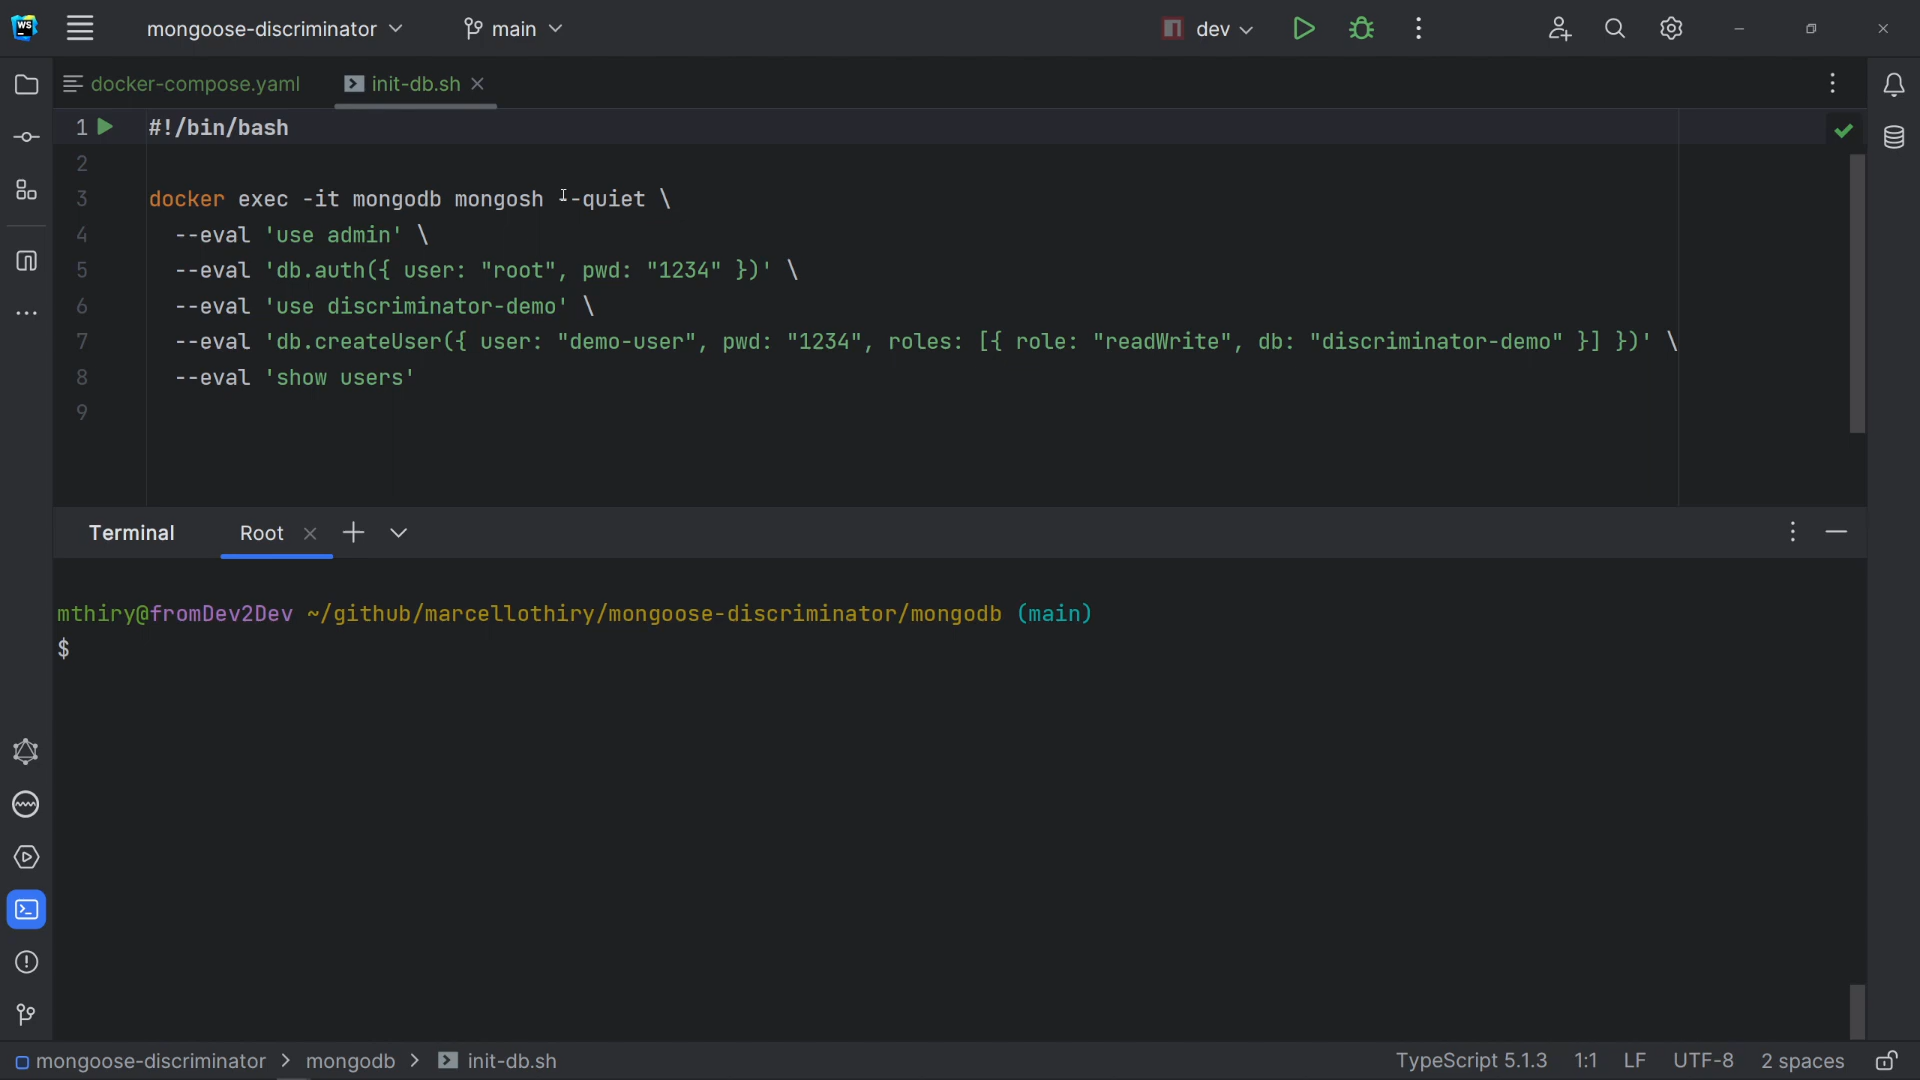 WS mongoose-discriminator main dev
docker-compose.yaml init-db.sh
1 #!/bin/bash
2
3 docker exec -it mongodb mongosh --quiet \
4 --eval 'use admin' \
5 --eval 'db.auth({ user: "root", pwd: "1234" })' \
6 --eval 'use discriminator-demo' \
7 --eval 'db.createUser({ user: "demo-user", pwd: "1234", roles: [{ role: "readWrite", db: "discriminator-demo" }] })' \
8 --eval 'show users'
9
Terminal Root
mthiry@fromDev2Dev ~/github/marcellothiry/mongoose-discriminator/mongodb (main)
$
mongoose-discriminator > mongodb > init-db.sh TypeScript 5.1.3 1:1 LF UTF-8 2 spaces